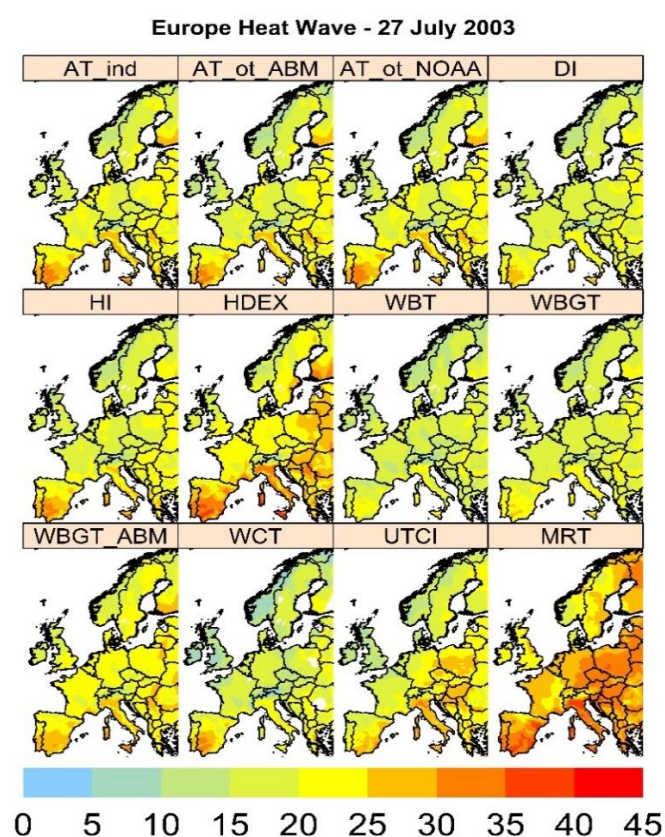 Europe Heat Wave - 27 July 2003
AT_ind AT_ot_ABM AT_ot_NOAA DI
HI HDEX WBT WBGT
WBGT_ABM WCT UTCI MRT
0 5 10 15 20 25 30 35 40 45